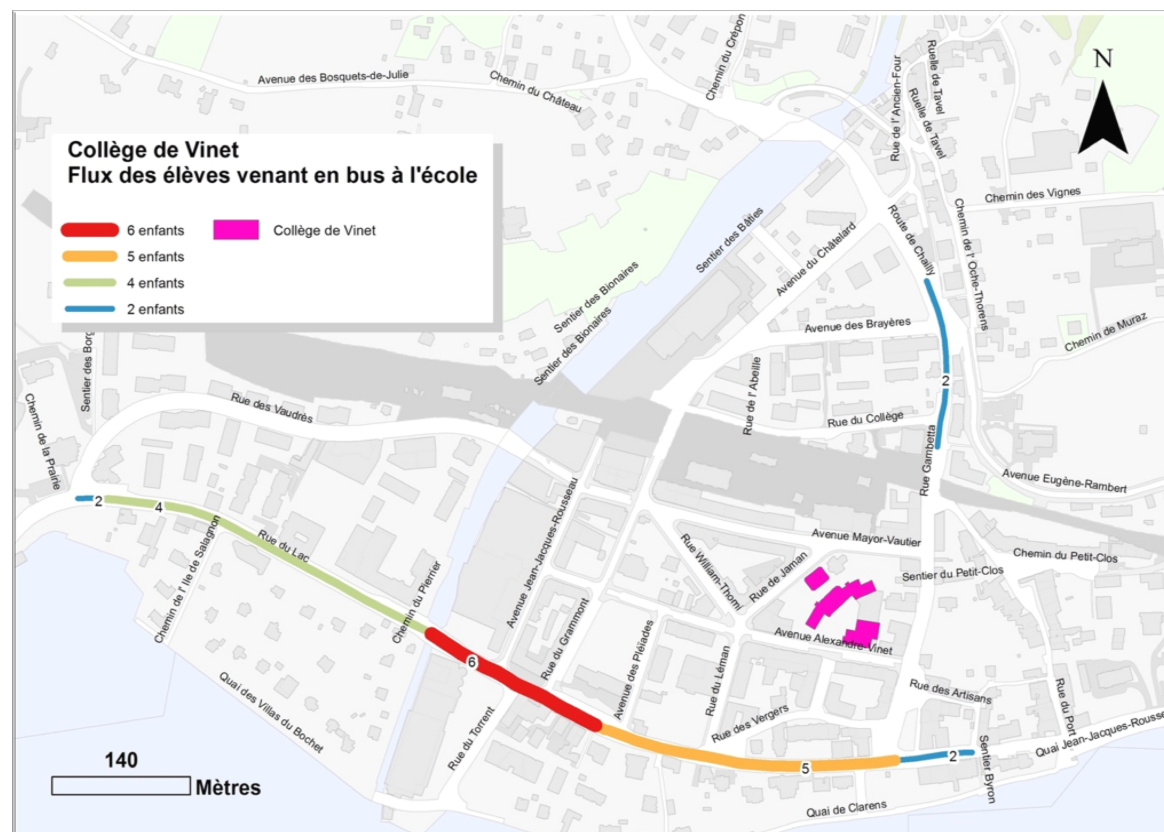 Collège de Vinet
Flux des élèves venant en bus à l'école
6 enfants
Collège de Vinet
5 enfants
4 enfants
2 enfants
N
Avenue des Bosquets-de-Julie
Chemin du Château
Chemin du Crépon
Rue de l' Ancien-Four
Ruelle de Tavel
Ruelle de Tavel
Chemin des Vignes
Route de Chailly
Chemin de l' Oche-Thorens
Sentier des Bâties
Avenue du Châtelard
Sentier des Bionaires
Sentier des Bionaires
Avenue des Brayères
Chemin de Muraz
Sentier des Borg
Chemin de la Prairie
Rue des Vaudrès
Rue de l' Abeille
Rue du Collège
2
Rue Gambetta
Avenue Eugène-Rambert
2
4
Chemin de l' Ile de Salagnon
Rue du Lac
Chemin du Pierrier
Avenue Jean-Jacques-Rousseau
Rue William-Thomi
Avenue Mayor-Vautier
Rue de Jaman
Sentier du Petit-Clos
Chemin du Petit-Clos
Avenue Alexandre-Vinet
Rue du Grammont
Avenue des Pléiades
Rue du Léman
6
Quai des Villas du Bochet
Rue du Torrent
Rue des Vergers
Rue des Artisans
Rue du Port
5
2
Sentier Byron
Quai Jean-Jacques-Rousse
Quai de Clarens
140
Mètres